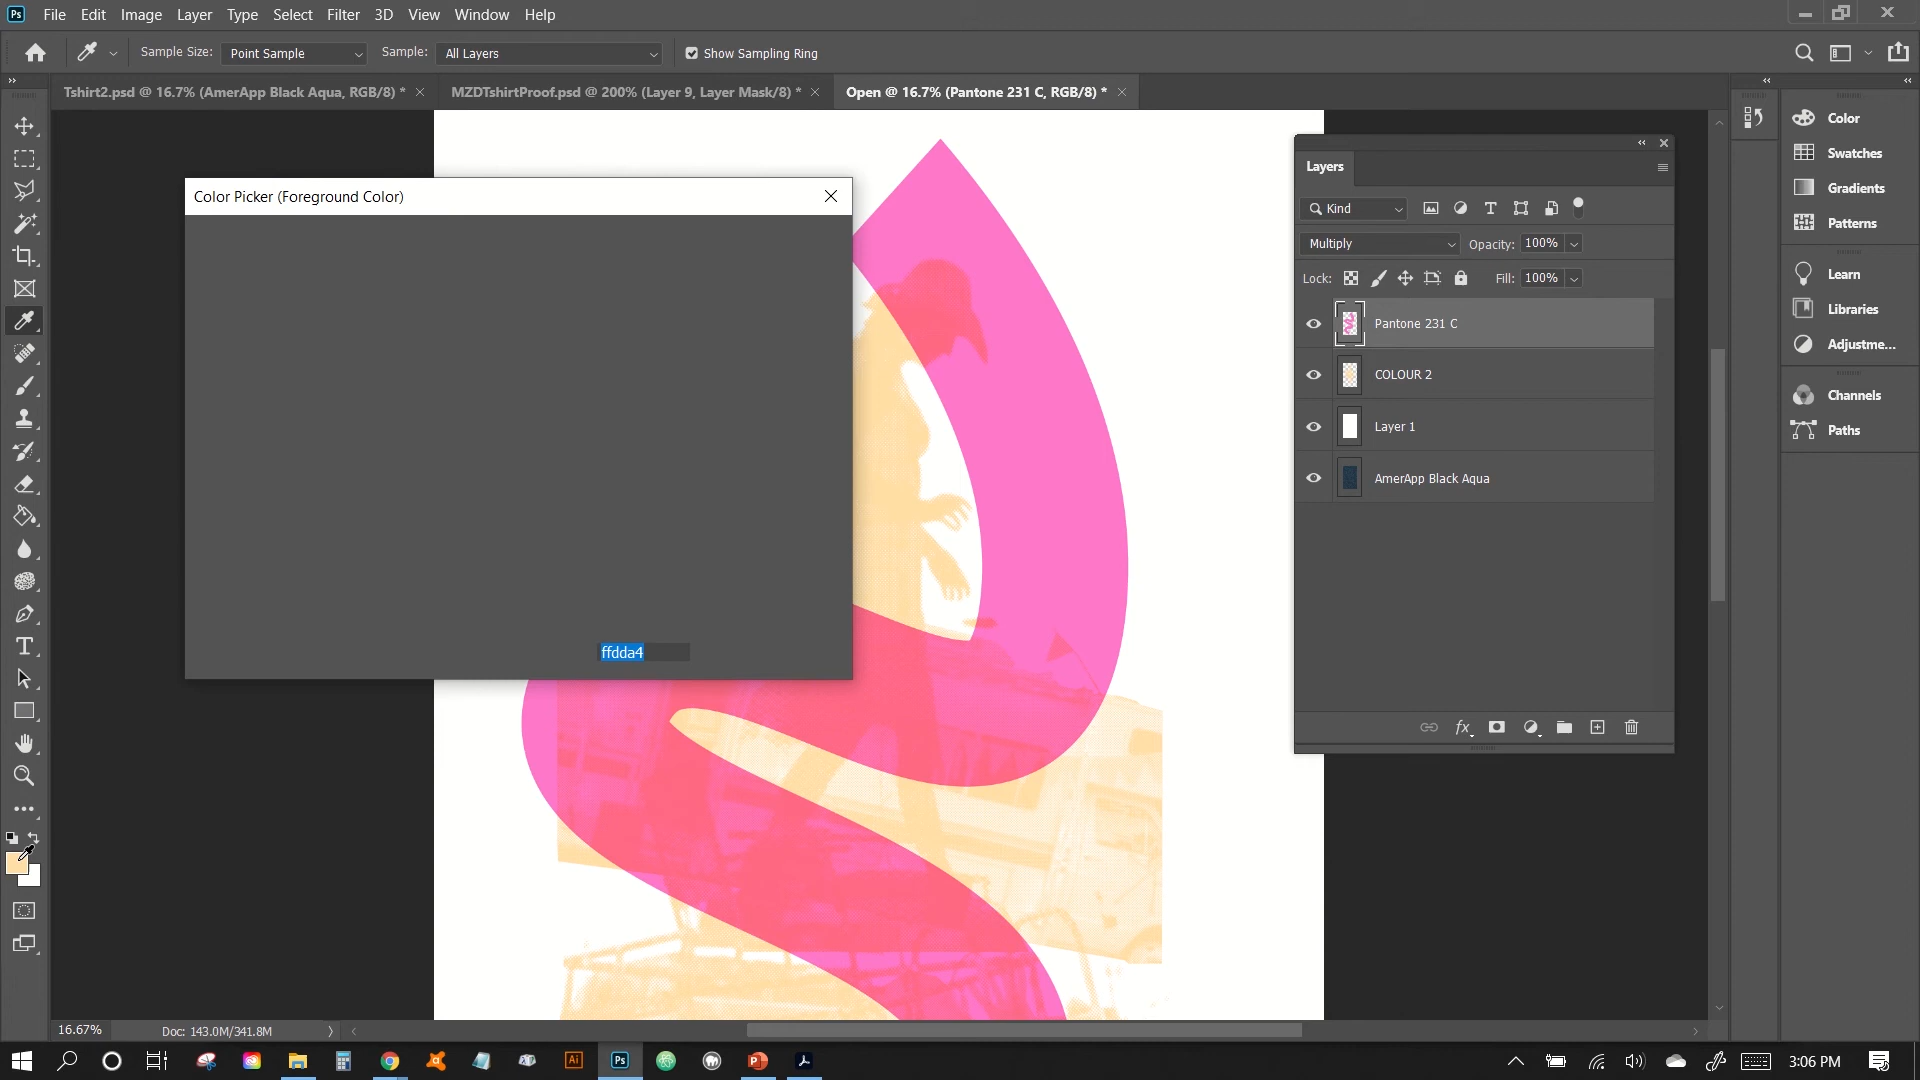 Ps File Edit Image Layer Type Select Filter 3D View Window Help
Sample Size: Point Sample Sample: All Layers Show Sampling Ring
Tshirt2.psd @ 16.7% (AmerApp Black Aqua, RGB/8) * MZDTshirtProof.psd @ 200% (Layer 9, Layer Mask/8) * Open @ 16.7% (Pantone 231 C, RGB/8) *
Color Picker (Foreground Color)
ffdda4
Layers
Kind
Multiply Opacity: 100%
Lock: Fill: 100%
Pantone 231 C
COLOUR 2
Layer 1
AmerApp Black Aqua
fx
Color
Swatches
Gradients
Patterns
Learn
Libraries
Adjustme...
Channels
Paths
16.67% Doc: 143.0M/341.8M
Ai Ps 3:06 PM